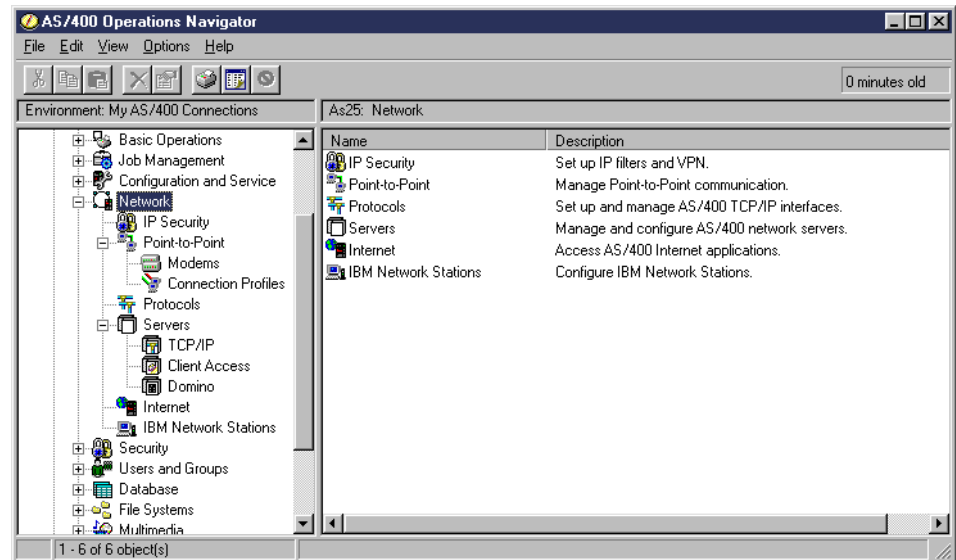 AS/400 Operations Navigator
File Edit View Options Help
0 minutes old
Environment: My AS/400 Connections
As25: Network
Basic Operations
Job Management
Configuration and Service
Network
IP Security
Point-to-Point
Modems
Connection Profiles
Protocols
Servers
TCP/IP
Client Access
Domino
Internet
IBM Network Stations
Security
Users and Groups
Database
File Systems
Multimedia
Name Description
IP Security Set up IP filters and VPN.
Point-to-Point Manage Point-to-Point communication.
Protocols Set up and manage AS/400 TCP/IP interfaces.
Servers Manage and configure AS/400 network servers.
Internet Access AS/400 Internet applications.
IBM Network Stations Configure IBM Network Stations.
1 - 6 of 6 object(s)